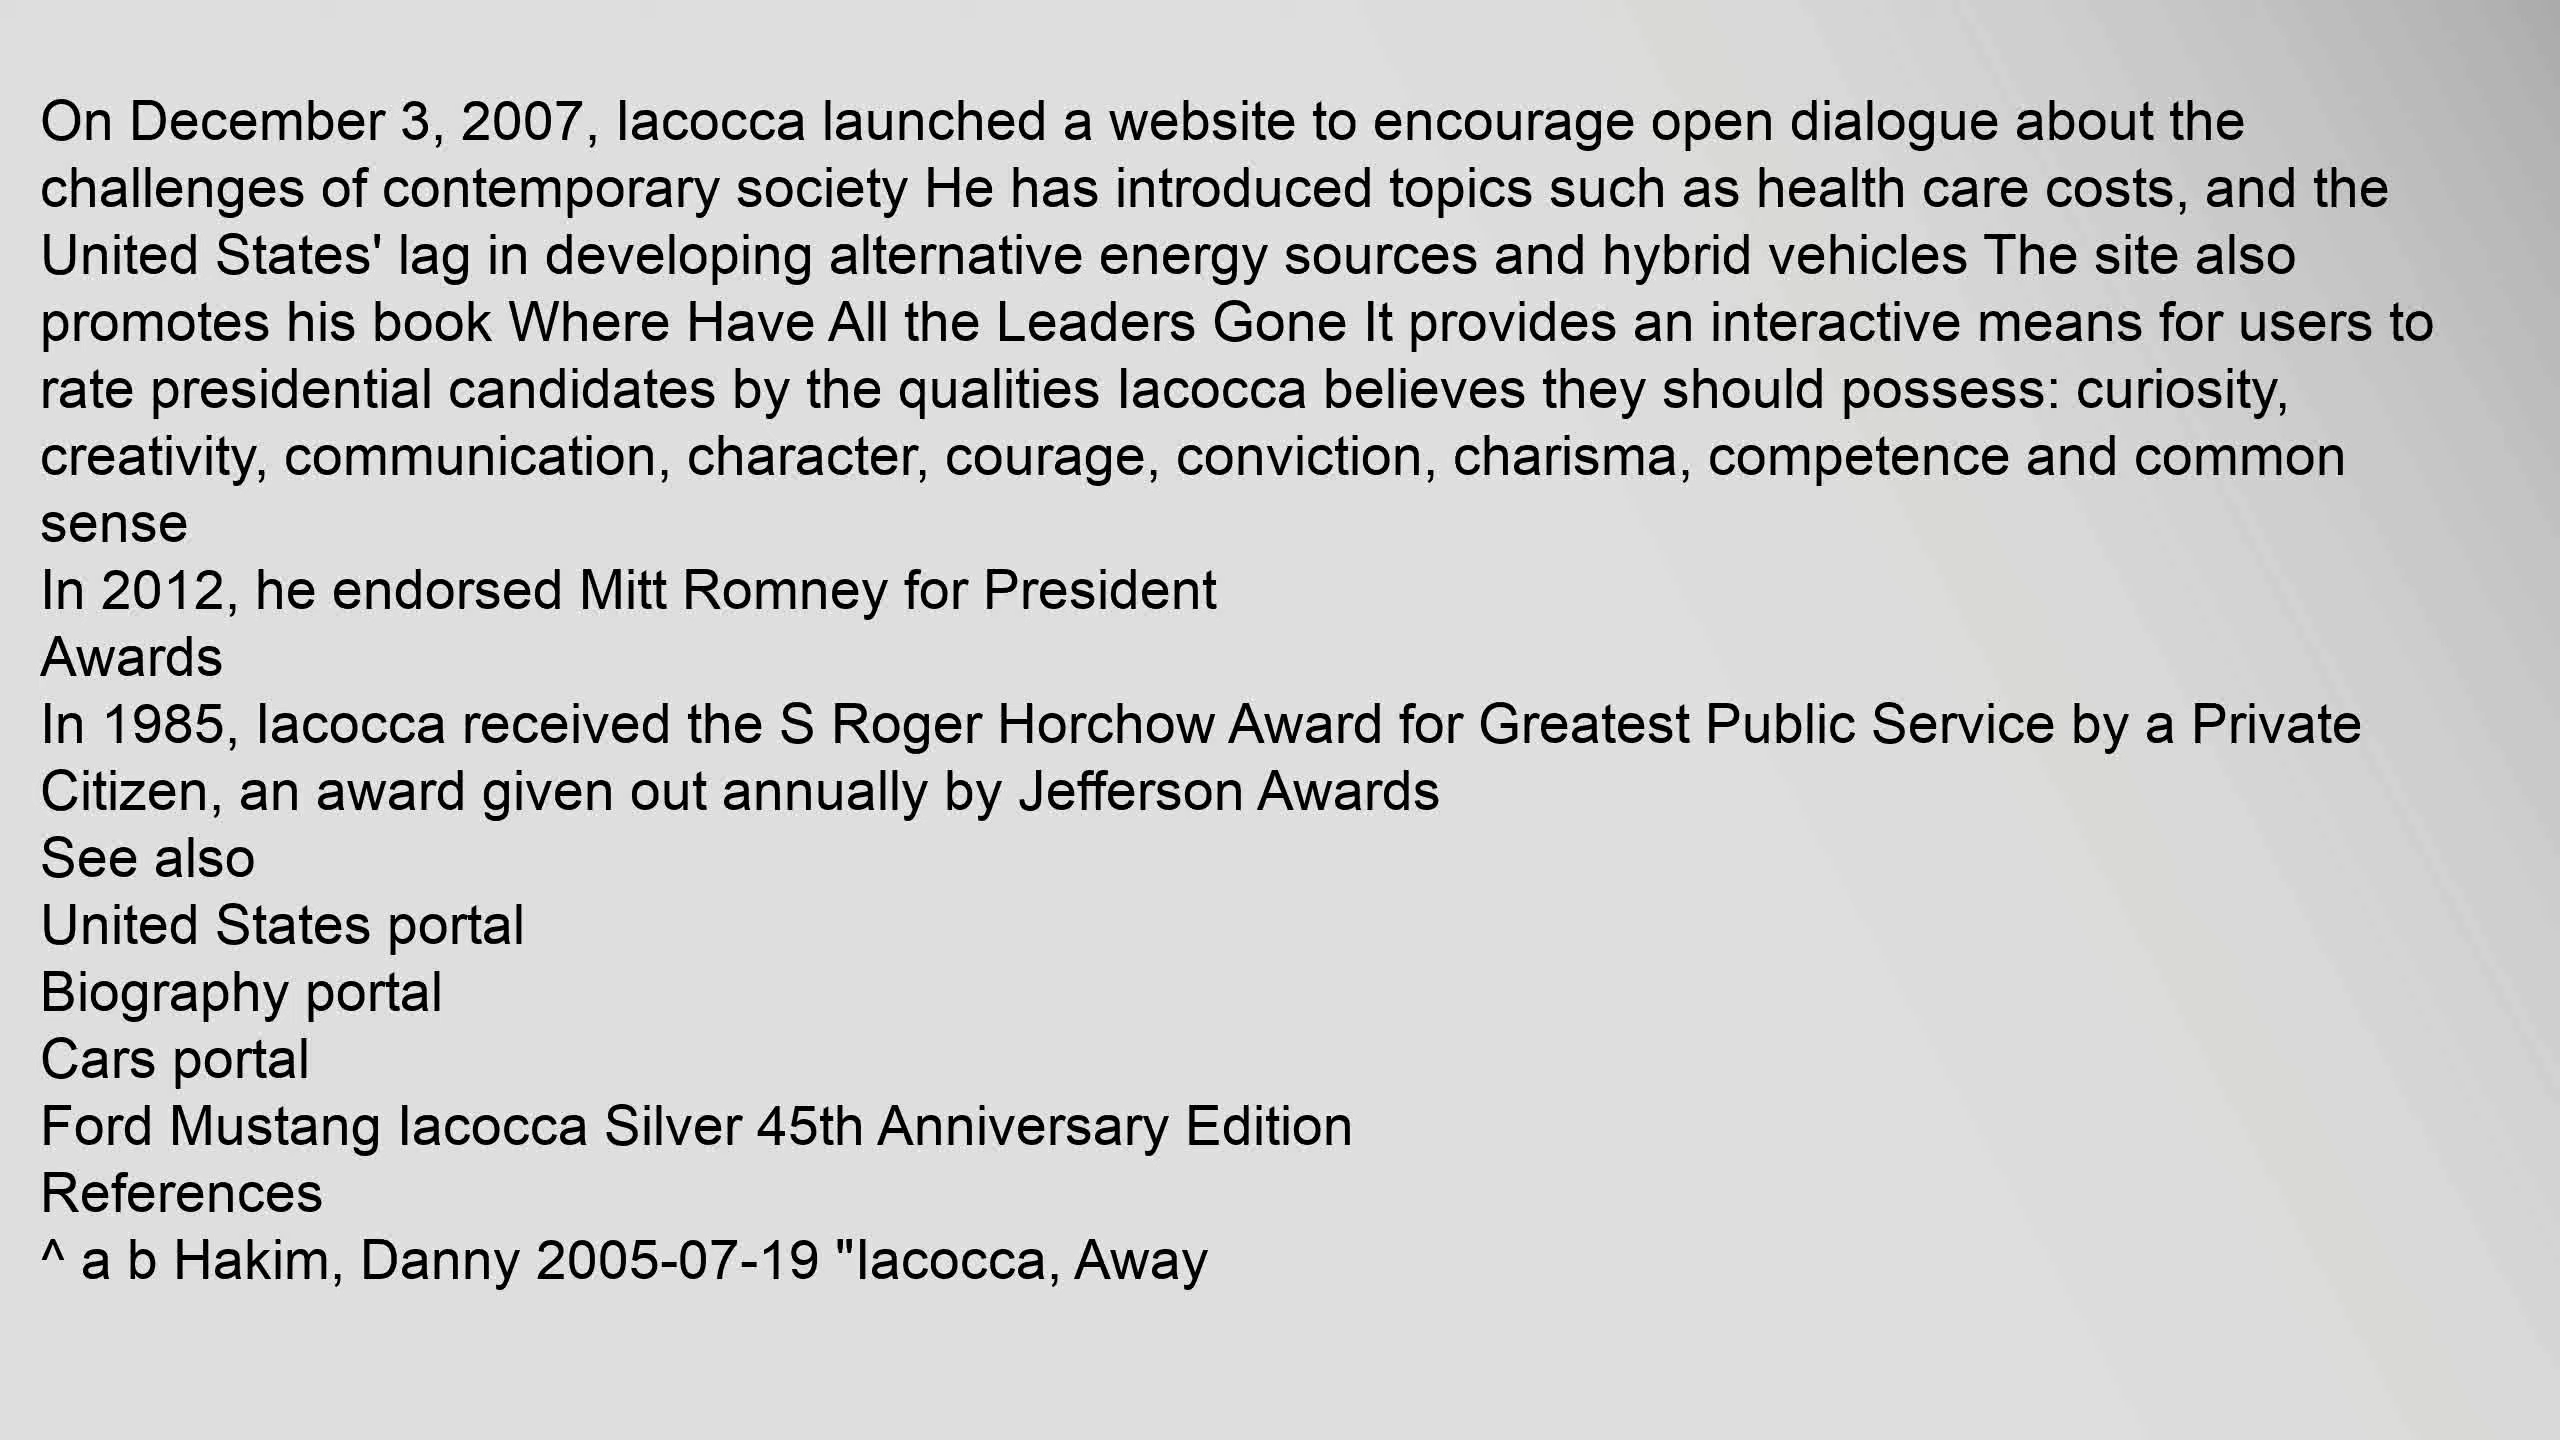 On December 3, 2007, Iacocca launched a website to encourage open dialogue about the
challenges of contemporary society He has introduced topics such as health care costs, and the
United States' lag in developing alternative energy sources and hybrid vehicles The site also
promotes his book Where Have All the Leaders Gone It provides an interactive means for users to
rate presidential candidates by the qualities Iacocca believes they should possess: curiosity,
creativity, communication, character, courage, conviction, charisma, competence and common
sense
In 2012, he endorsed Mitt Romney for President
Awards
In 1985, Iacocca received the S Roger Horchow Award for Greatest Public Service by a Private
Citizen, an award given out annually by Jefferson Awards
See also
United States portal
Biography portal
Cars portal
Ford Mustang Iacocca Silver 45th Anniversary Edition
References
^ a b Hakim, Danny 2005-07-19 "Iacocca, Away